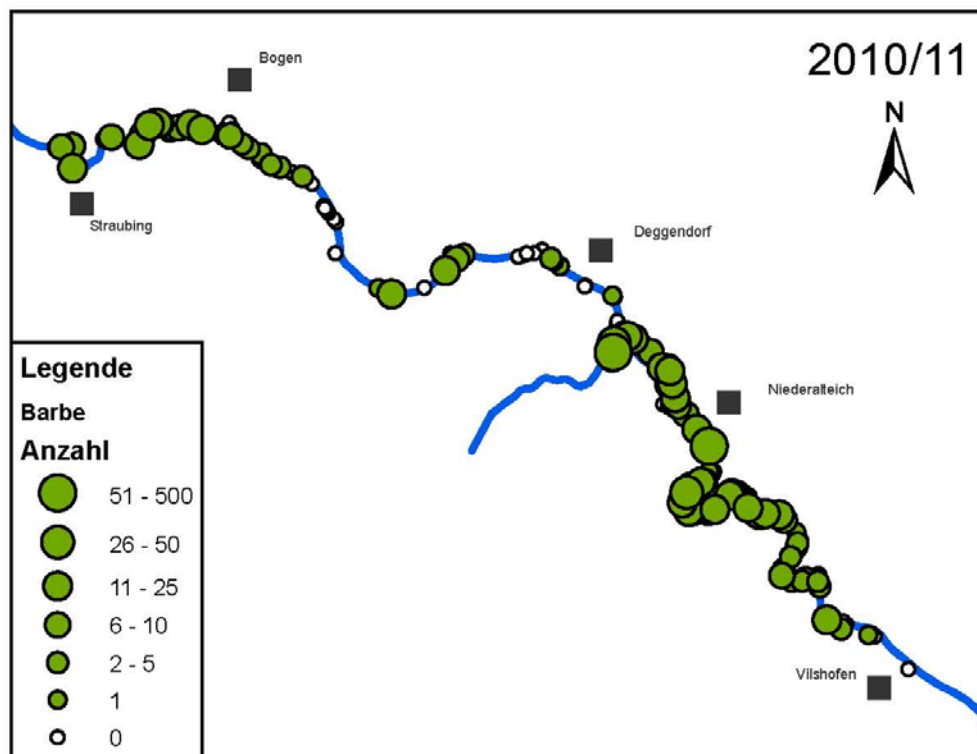 2010/11
N
Bogen
Straubing
Deggendorf
Niederalteich
Vilshofen
Legende
Barbe
Anzahl
51 - 500
26 - 50
11 - 25
6 - 10
2 - 5
1
0